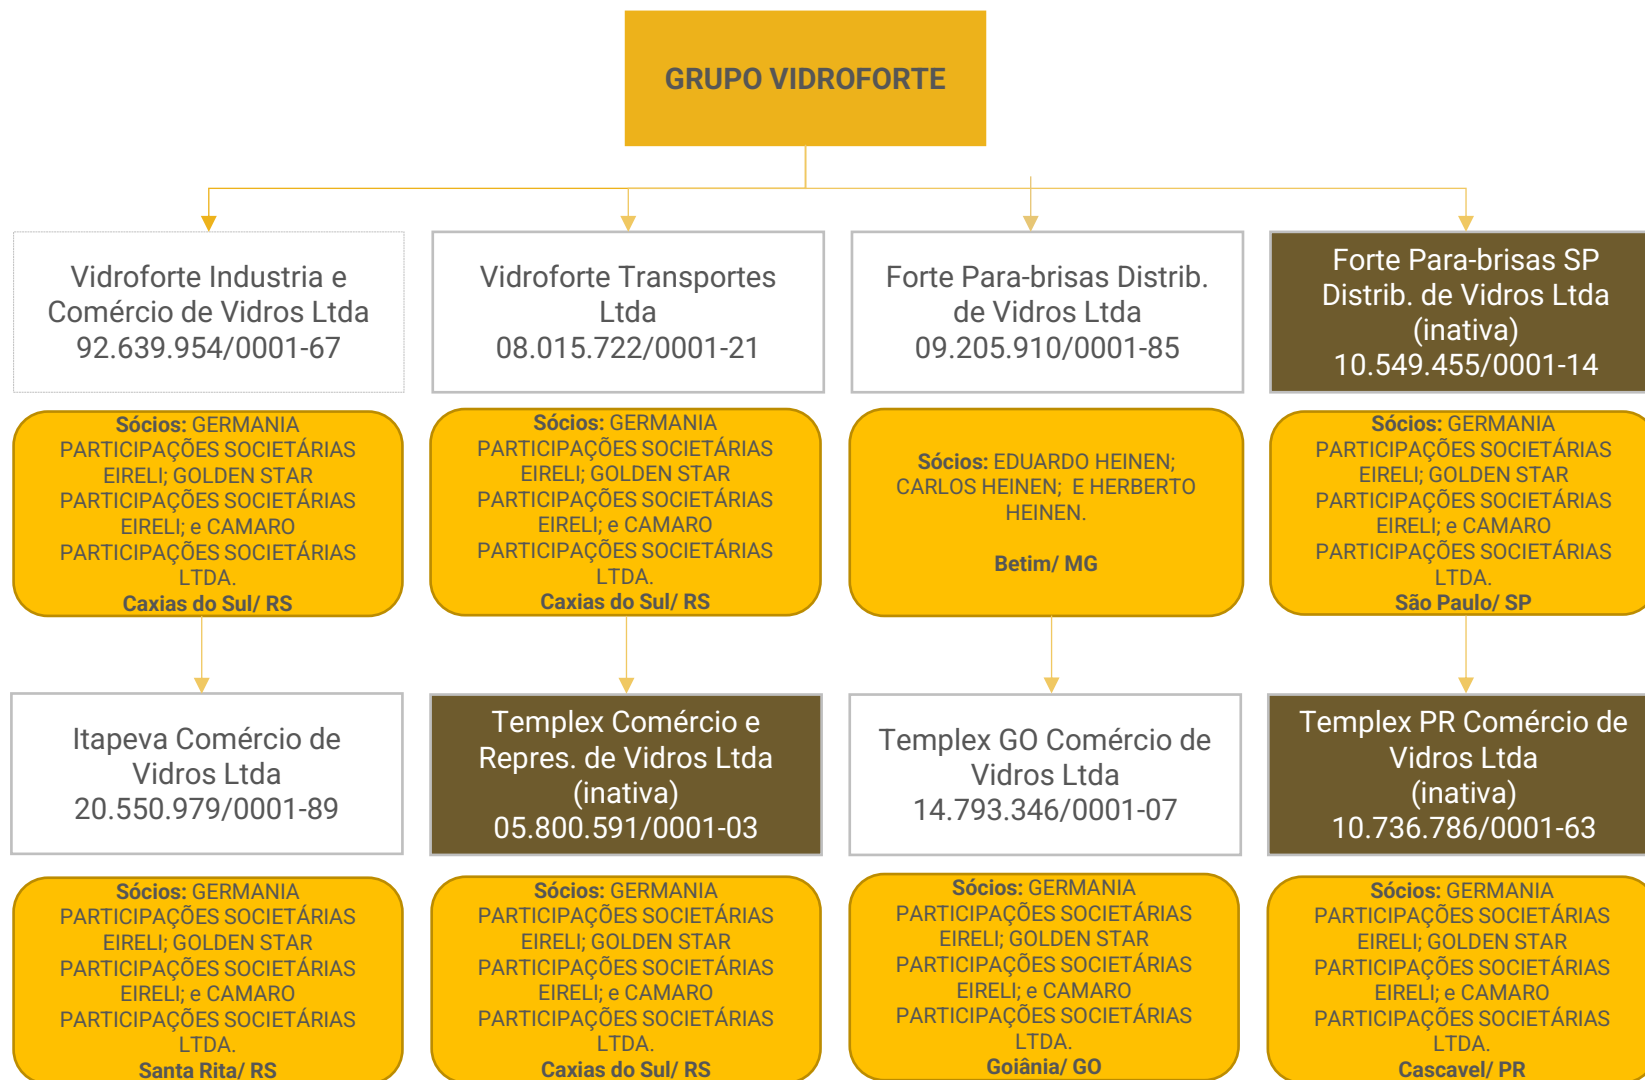 GRUPO VIDROFORTE
Vidroforte Industria e
Comércio de Vidros Ltda
92.639.954/0001-67
Vidroforte Transportes
Ltda
08.015.722/0001-21
Forte Para-brisas Distrib.
de Vidros Ltda
09.205.910/0001-85
Forte Para-brisas SP
Distrib. de Vidros Ltda
(inativa)
10.549.455/0001-14
Sócios: GERMANIA
PARTICIPAÇÕES SOCIETÁRIAS
EIRELI; GOLDEN STAR
PARTICIPAÇÕES SOCIETÁRIAS
EIRELI; e CAMARO
PARTICIPAÇÕES SOCIETÁRIAS
LTDA.
Caxias do Sul/ RS
Sócios: GERMANIA
PARTICIPAÇÕES SOCIETÁRIAS
EIRELI; GOLDEN STAR
PARTICIPAÇÕES SOCIETÁRIAS
EIRELI; e CAMARO
PARTICIPAÇÕES SOCIETÁRIAS
LTDA.
Caxias do Sul/ RS
Sócios: EDUARDO HEINEN;
CARLOS HEINEN; E HERBERTO
HEINEN.
Betim/ MG
Sócios: GERMANIA
PARTICIPAÇÕES SOCIETÁRIAS
EIRELI; GOLDEN STAR
PARTICIPAÇÕES SOCIETÁRIAS
EIRELI; e CAMARO
PARTICIPAÇÕES SOCIETÁRIAS
LTDA.
São Paulo/ SP
Itapeva Comércio de
Vidros Ltda
20.550.979/0001-89
Templex Comércio e
Repres. de Vidros Ltda
(inativa)
05.800.591/0001-03
Templex GO Comércio de
Vidros Ltda
14.793.346/0001-07
Templex PR Comércio de
Vidros Ltda
(inativa)
10.736.786/0001-63
Sócios: GERMANIA
PARTICIPAÇÕES SOCIETÁRIAS
EIRELI; GOLDEN STAR
PARTICIPAÇÕES SOCIETÁRIAS
EIRELI; e CAMARO
PARTICIPAÇÕES SOCIETÁRIAS
LTDA.
Santa Rita/ RS
Sócios: GERMANIA
PARTICIPAÇÕES SOCIETÁRIAS
EIRELI; GOLDEN STAR
PARTICIPAÇÕES SOCIETÁRIAS
EIRELI; e CAMARO
PARTICIPAÇÕES SOCIETÁRIAS
LTDA.
Caxias do Sul/ RS
Sócios: GERMANIA
PARTICIPAÇÕES SOCIETÁRIAS
EIRELI; GOLDEN STAR
PARTICIPAÇÕES SOCIETÁRIAS
EIRELI; e CAMARO
PARTICIPAÇÕES SOCIETÁRIAS
LTDA.
Goiânia/ GO
Sócios: GERMANIA
PARTICIPAÇÕES SOCIETÁRIAS
EIRELI; GOLDEN STAR
PARTICIPAÇÕES SOCIETÁRIAS
EIRELI; e CAMARO
PARTICIPAÇÕES SOCIETÁRIAS
LTDA.
Cascavel/ PR